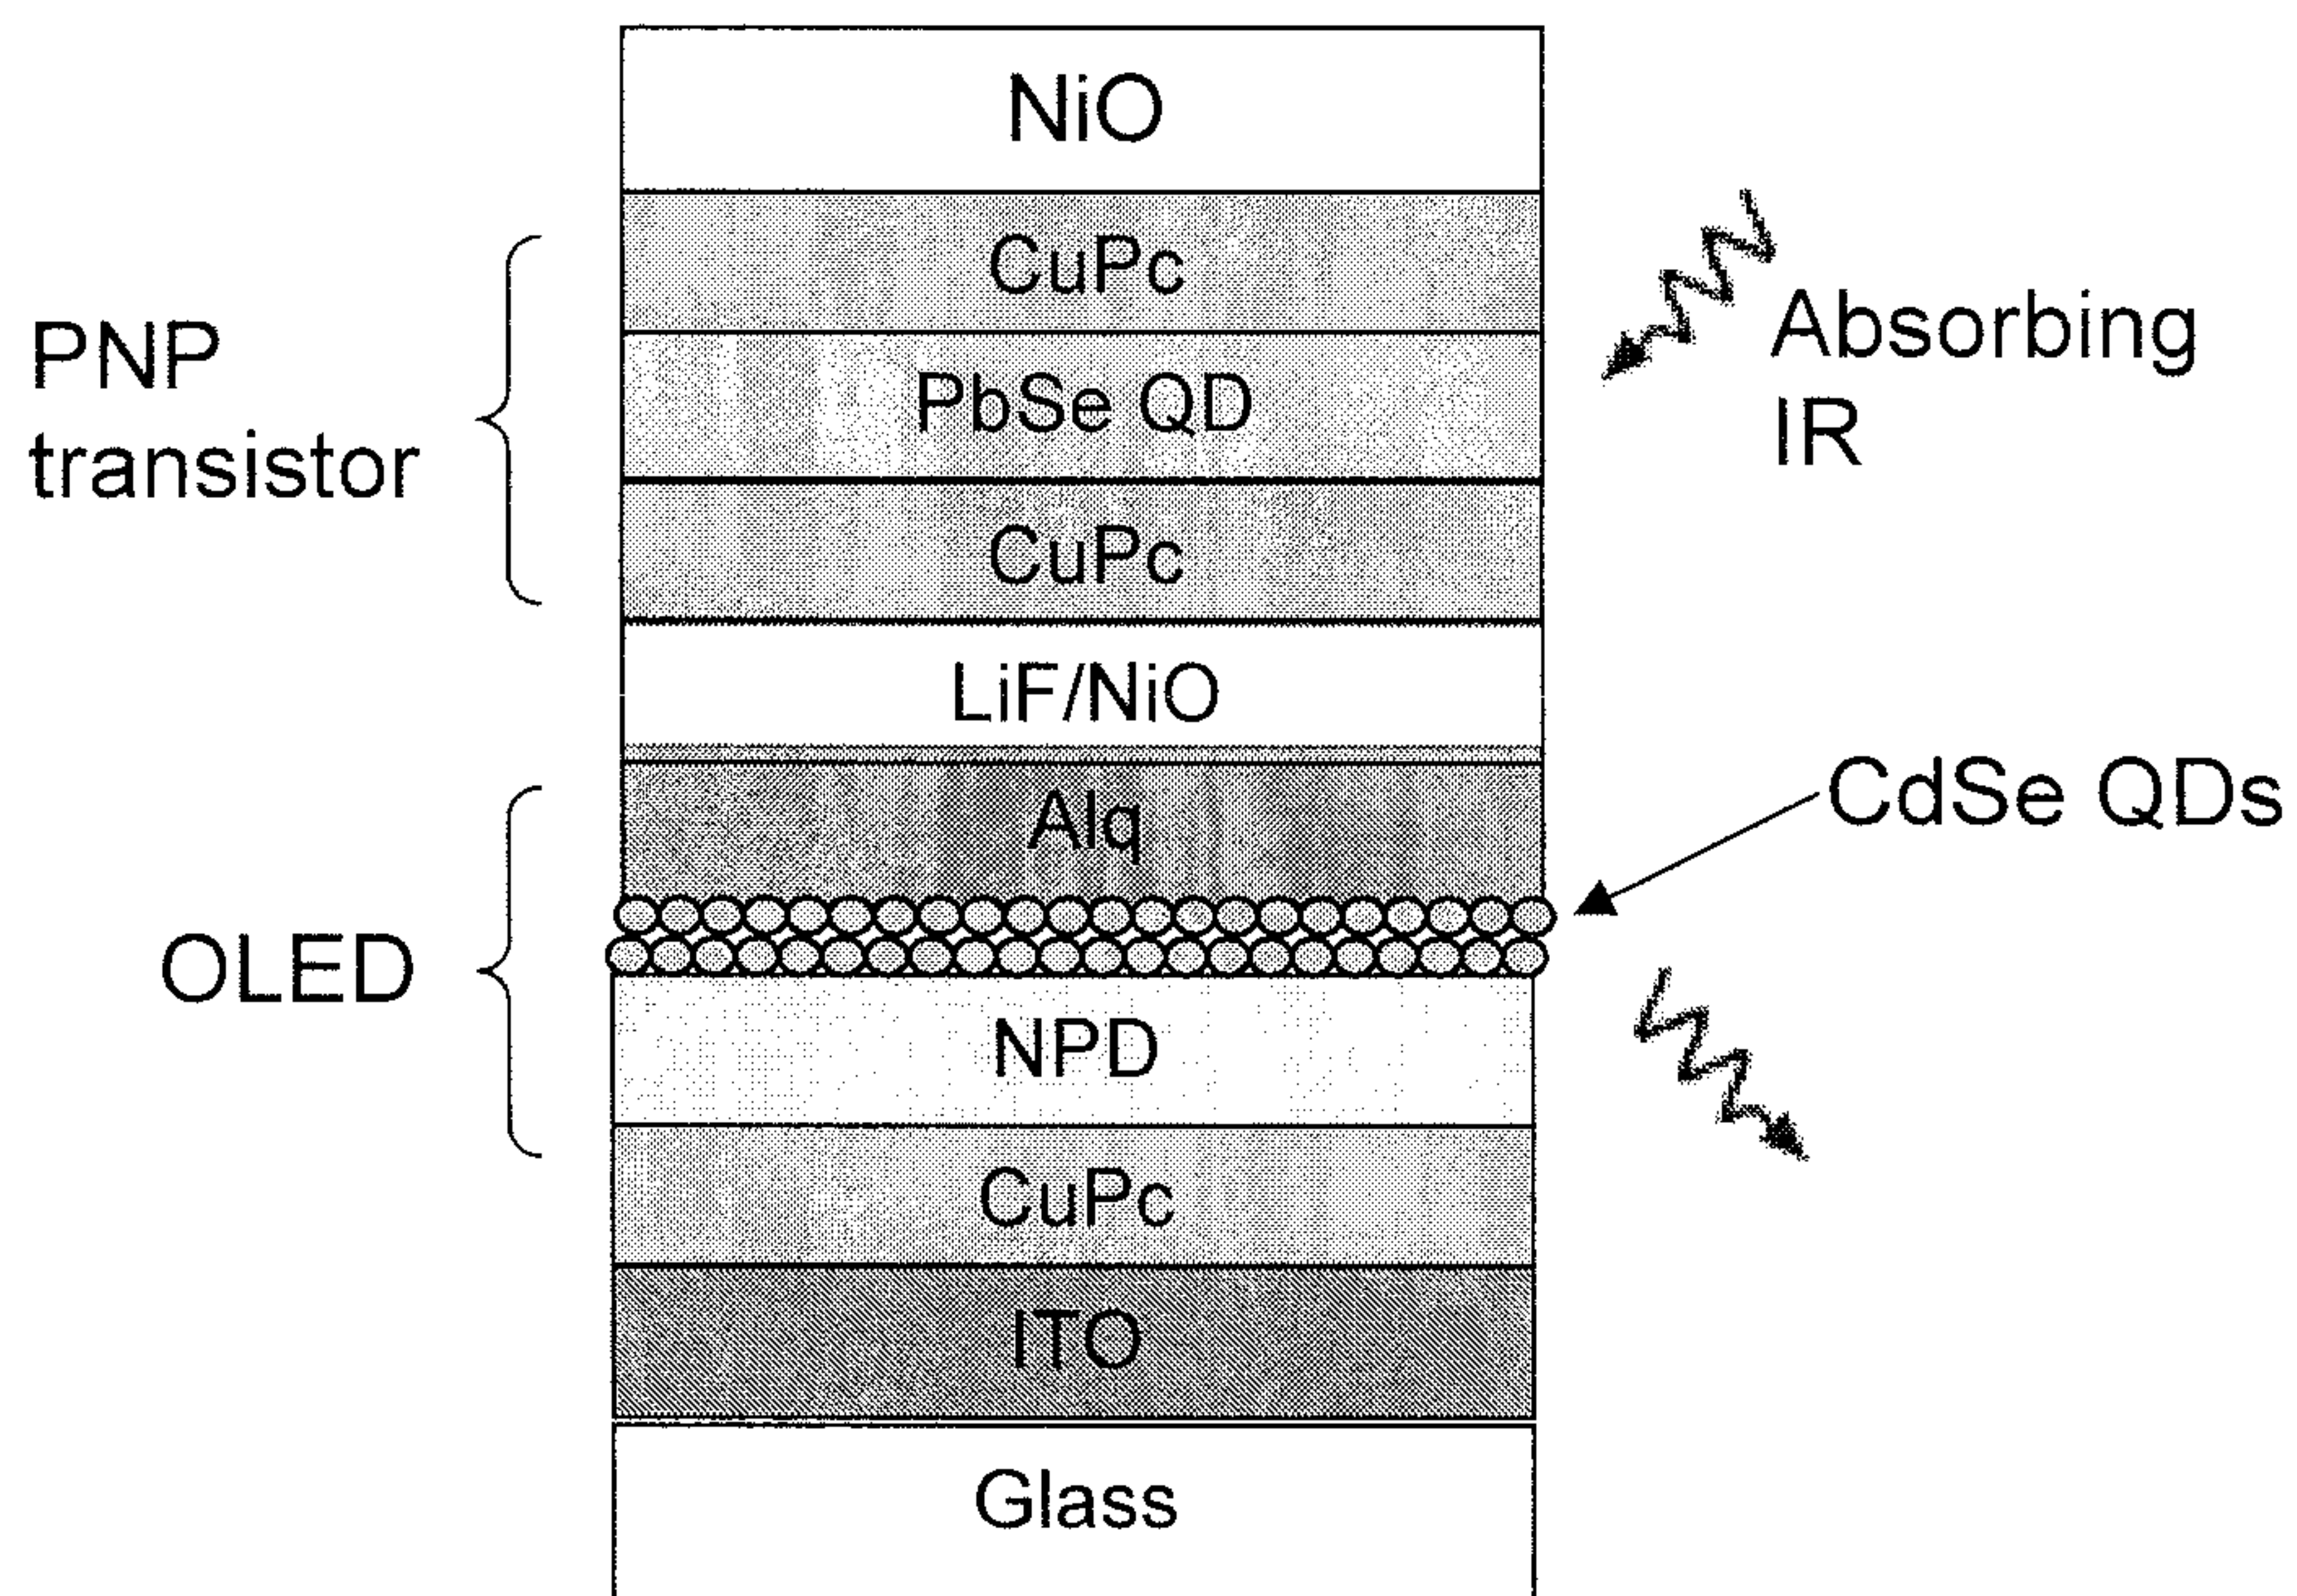 NiO
CuPc
PbSe QD
CuPc
LiF/NiO
Alq
NPD
CuPc
ITO
Glass
PNP
transistor
OLED
Absorbing
IR
CdSe QDs